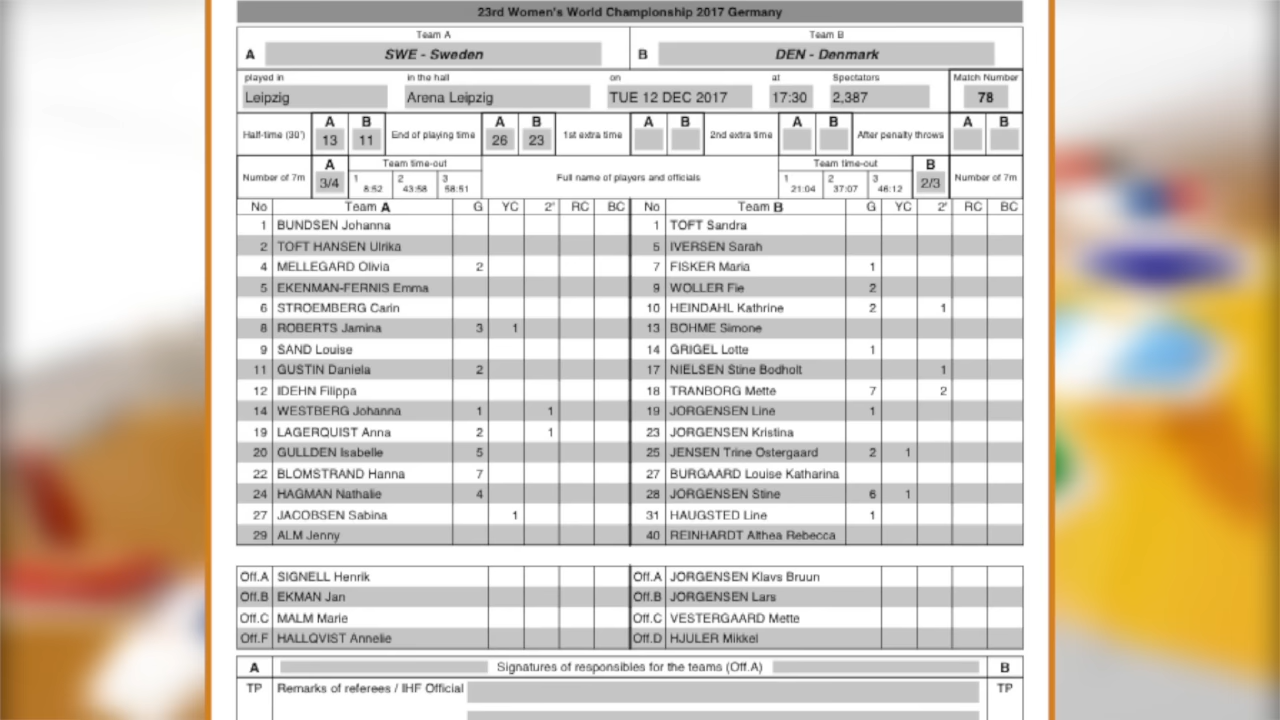 23rd Women's World Championship 2017 Germany
Team A Team B
A SWE - Sweden B DEN - Denmark
played in in the hall on at Spectators Match Number
Leipzig Arena Leipzig TUE 12 DEC 2017 17:30 2,387 78
A B A B A B A B A B
Half-time (30') 13 11 End of playing time 26 23 1st extra time 2nd extra time After penalty throws
A Team time-out Team time-out B
Number of 7m 3/4 1 8:52 2 43:58 3 58:51 Full name of players and officials 1 21:04 2 37:07 3 46:12 2/3 Number of 7m
No Team A G YC 2' RC BC No Team B G YC 2' RC BC
1 BUNDSEN Johanna 1 TOFT Sandra
2 TOFT HANSEN Ulrika 5 IVERSEN Sarah
4 MELLEGARD Olivia 2 7 FISKER Maria 1
5 EKENMAN-FERNIS Emma 9 WOLLER Fie 2
6 STROEMBERG Carin 10 HEINDAHL Kathrine 2 1
8 ROBERTS Jamina 3 1 13 BOHME Simone
9 SAND Louise 14 GRIGEL Lotte 1
11 GUSTIN Daniela 2 17 NIELSEN Stine Bodholt 1
12 IDEHN Filippa 18 TRANBORG Mette 7 2
14 WESTBERG Johanna 1 1 19 JORGENSEN Line 1
19 LAGERQUIST Anna 2 1 23 JORGENSEN Kristina
20 GULLDEN Isabelle 5 25 JENSEN Trine Ostergaard 2 1
22 BLOMSTRAND Hanna 7 27 BURGAARD Louise Katharina
24 HAGMAN Nathalie 4 28 JORGENSEN Stine 6 1
27 JACOBSEN Sabina 1 31 HAUGSTED Line 1
29 ALM Jenny 40 REINHARDT Althea Rebecca
Off.A SIGNELL Henrik Off.A JORGENSEN Klavs Bruun
Off.B EKMAN Jan Off.B JORGENSEN Lars
Off.C MALM Marie Off.C VESTERGAARD Mette
Off.F HALLQVIST Annelie Off.D HJULER Mikkel
A Signatures of responsibles for the teams (Off.A) B
TP Remarks of referees / IHF Official TP